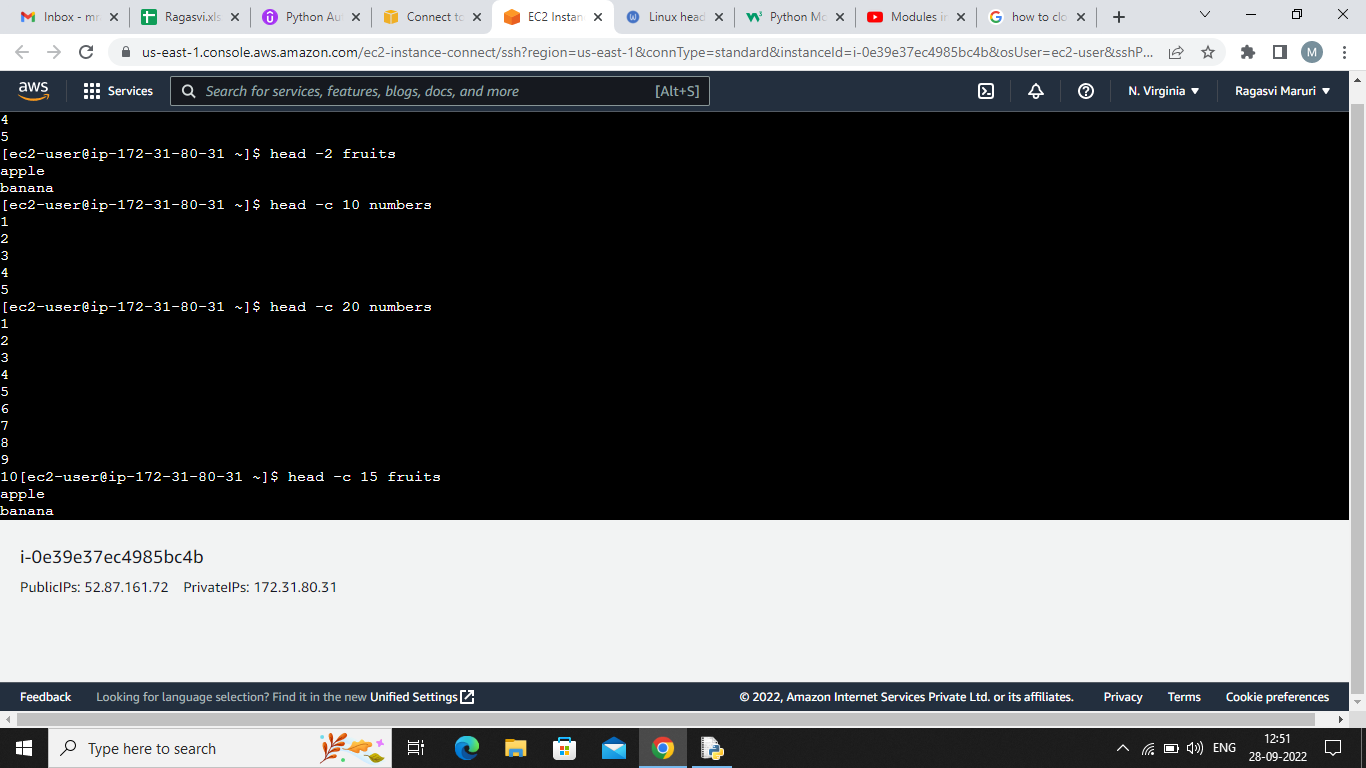 Inbox - mr
Ragasvi.xls
Python Au
Connect to
EC2 Instan
Linux head
Python Mo
Modules in
how to clo
us-east-1.console.aws.amazon.com/ec2-instance-connect/ssh?region=us-east-1&connType=standard&instanceId=i-0e39e37ec4985bc4b&osUser=ec2-user&sshP...
M
aws
Services
Search for services, features, blogs, docs, and more
[Alt+S]
N. Virginia
Ragasvi Maruri
4
5
[ec2-user@ip-172-31-80-31 ~]$ head -2 fruits
apple
banana
[ec2-user@ip-172-31-80-31 ~]$ head -c 10 numbers
1
2
3
4
5
[ec2-user@ip-172-31-80-31 ~]$ head -c 20 numbers
1
2
3
4
5
6
7
8
9
10[ec2-user@ip-172-31-80-31 ~]$ head -c 15 fruits
apple
banana
i-0e39e37ec4985bc4b
PublicIPs: 52.87.161.72 PrivateIPs: 172.31.80.31
Feedback
Looking for language selection? Find it in the new Unified Settings
© 2022, Amazon Internet Services Private Ltd. or its affiliates.
Privacy
Terms
Cookie preferences
Type here to search
ENG
12:51
28-09-2022